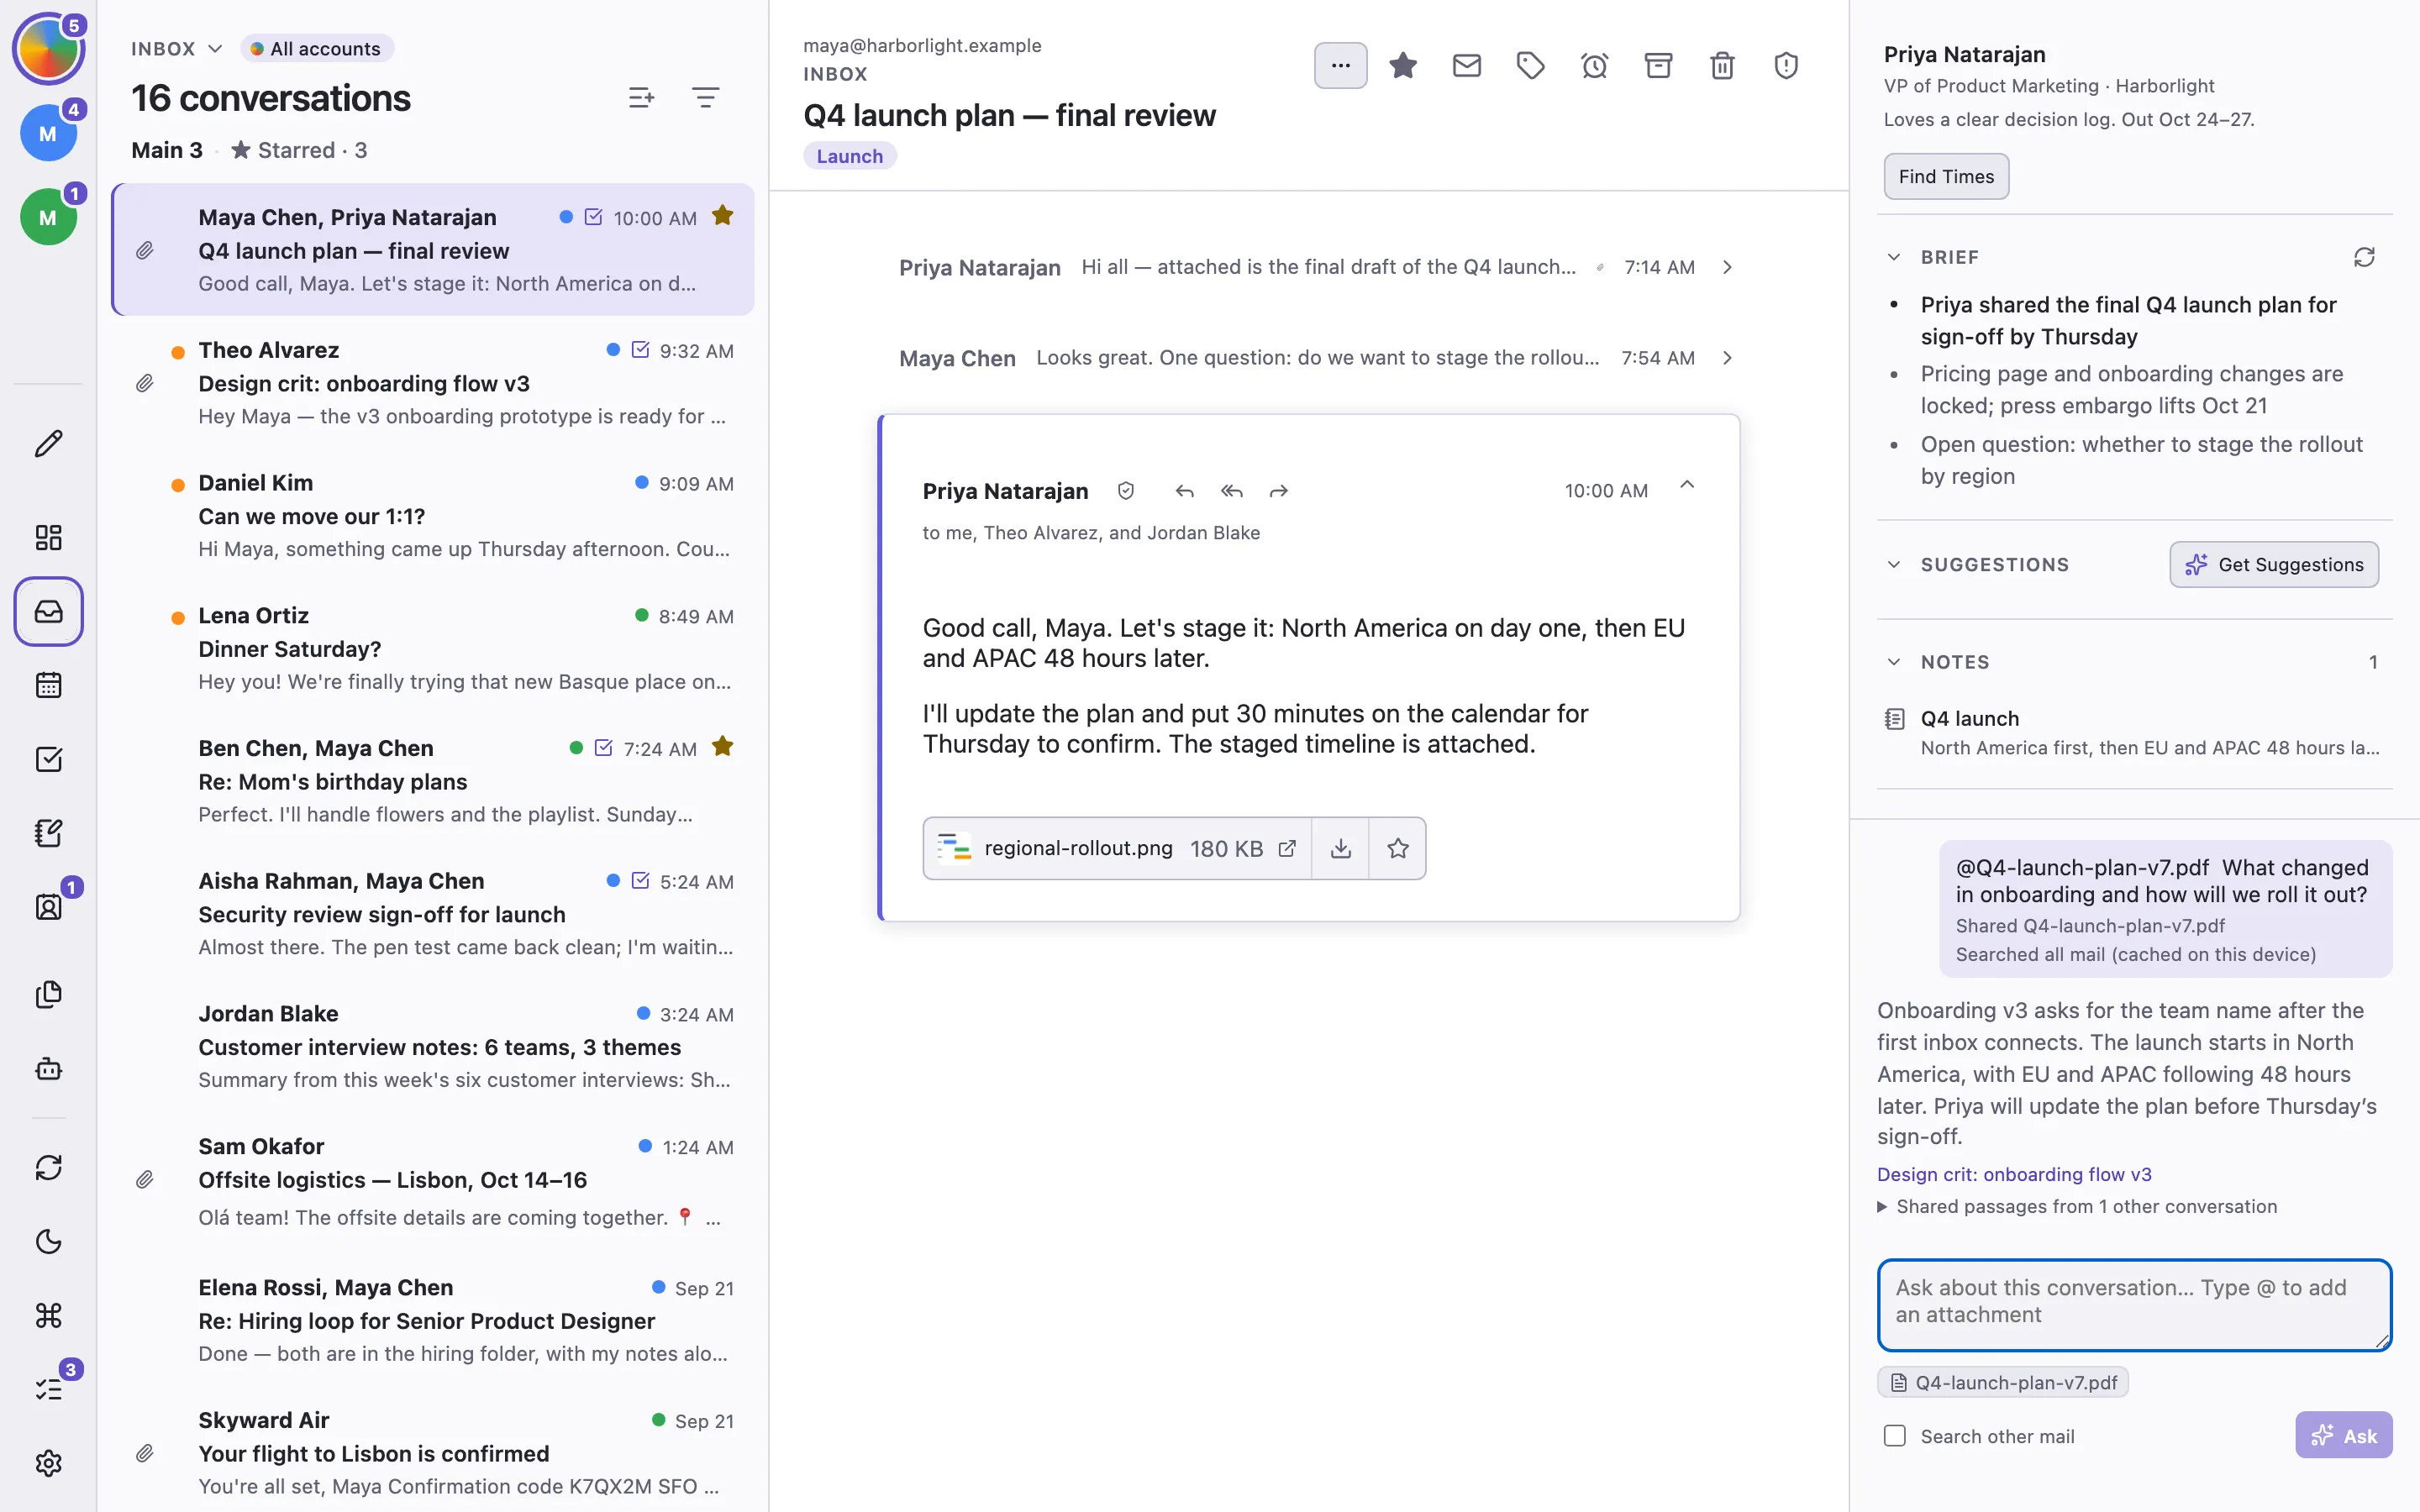 5
M
4
M
1
1
3
INBOX
All accounts
16 conversations
Main 3 · Starred · 3
Maya Chen, Priya Natarajan 10:00 AM
Q4 launch plan — final review
Good call, Maya. Let's stage it: North America on d...
Theo Alvarez 9:32 AM
Design crit: onboarding flow v3
Hey Maya — the v3 onboarding prototype is ready for ...
Daniel Kim 9:09 AM
Can we move our 1:1?
Hi Maya, something came up Thursday afternoon. Cou...
Lena Ortiz 8:49 AM
Dinner Saturday?
Hey you! We're finally trying that new Basque place on...
Ben Chen, Maya Chen 7:24 AM
Re: Mom's birthday plans
Perfect. I'll handle flowers and the playlist. Sunday...
Aisha Rahman, Maya Chen 5:24 AM
Security review sign-off for launch
Almost there. The pen test came back clean; I'm waitin...
Jordan Blake 3:24 AM
Customer interview notes: 6 teams, 3 themes
Summary from this week's six customer interviews: Sh...
Sam Okafor 1:24 AM
Offsite logistics — Lisbon, Oct 14–16
Olá team! The offsite details are coming together. 📍 ...
Elena Rossi, Maya Chen Sep 21
Re: Hiring loop for Senior Product Designer
Done — both are in the hiring folder, with my notes alo...
Skyward Air Sep 21
Your flight to Lisbon is confirmed
You're all set, Maya Confirmation code K7QX2M SFO ...
maya@harborlight.example
INBOX
Q4 launch plan — final review
Launch
Priya Natarajan Hi all — attached is the final draft of the Q4 launch... 7:14 AM
Maya Chen Looks great. One question: do we want to stage the rollou... 7:54 AM
Priya Natarajan 10:00 AM
to me, Theo Alvarez, and Jordan Blake
Good call, Maya. Let's stage it: North America on day one, then EU
and APAC 48 hours later.
I'll update the plan and put 30 minutes on the calendar for
Thursday to confirm. The staged timeline is attached.
regional-rollout.png 180 KB
Priya Natarajan
VP of Product Marketing · Harborlight
Loves a clear decision log. Out Oct 24–27.
Find Times
BRIEF
• Priya shared the final Q4 launch plan for
sign-off by Thursday
• Pricing page and onboarding changes are
locked; press embargo lifts Oct 21
• Open question: whether to stage the rollout
by region
SUGGESTIONS
Get Suggestions
NOTES 1
Q4 launch
North America first, then EU and APAC 48 hours la...
@Q4-launch-plan-v7.pdf What changed
in onboarding and how will we roll it out?
Shared Q4-launch-plan-v7.pdf
Searched all mail (cached on this device)
Onboarding v3 asks for the team name after the
first inbox connects. The launch starts in North
America, with EU and APAC following 48 hours
later. Priya will update the plan before Thursday’s
sign-off.
Design crit: onboarding flow v3
Shared passages from 1 other conversation
Ask about this conversation... Type @ to add
an attachment
Q4-launch-plan-v7.pdf
Search other mail
Ask